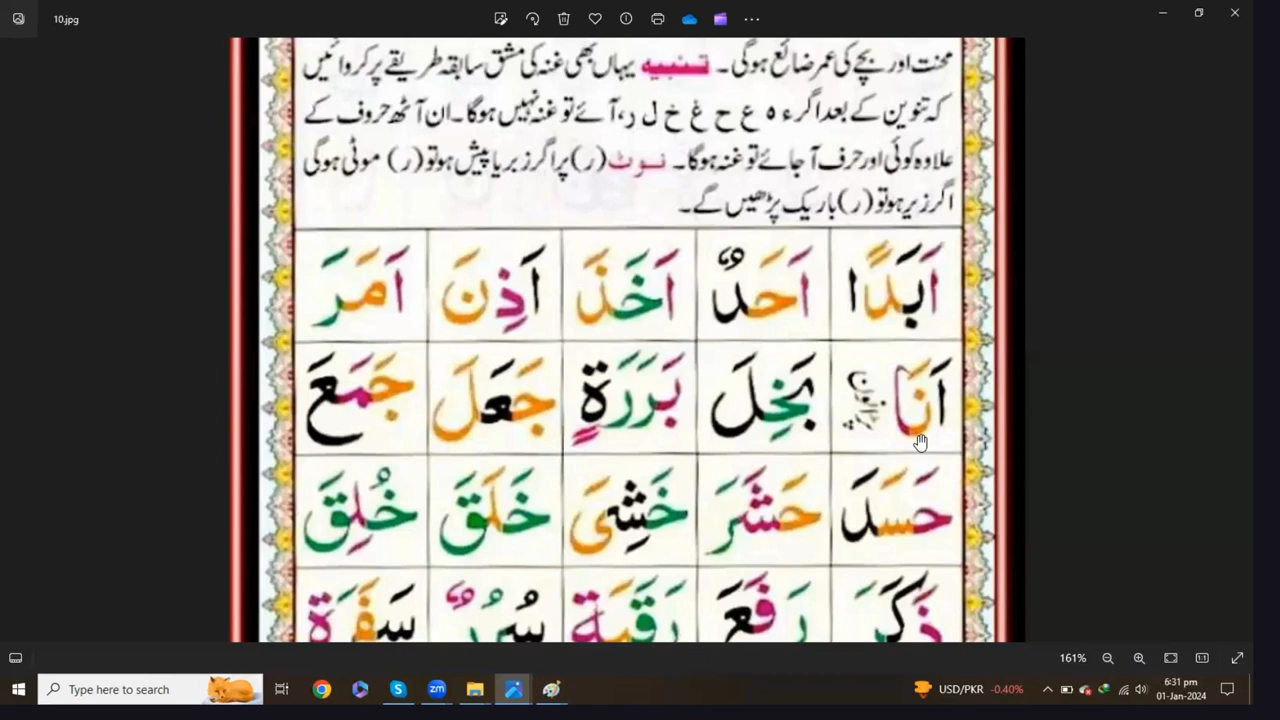 10.jpg
محنت اور بچے کی عمر ضائع ہوگی۔ تنبیہ یہاں بھی غنہ کی مشق سابقہ طریقے پر کروائیں
کہ تنوین کے بعد اگر ء ہ ع ح غ خ ل ر، آئے تو غنہ نہیں ہوگا۔ ان آٹھ حروف کے
علاوہ کوئی اور حرف آ جائے تو غنہ ہوگا۔ نوٹ (ر) پر اگر زبر یا پیش ہو تو (ر) موٹی ہوگی
اگر زیر ہو تو (ر) باریک پڑھیں گے۔
اَبَدًا اَحَدٌ اَخَذَ اَذِنَ اَمَرَ
اَنَا بَخِلَ بَرَرَةٍ جَعَلَ جَمَعَ
حَسَدَ حَشَرَ خَشِىَ خَلَقَ خُلِقَ
ذَكَرَ رَفَعَ رَقَبَةٍ سُرُرٌ سَفَرَةٍ
161%
Type here to search
USD/PKR -0.40%
6:31 pm
01-Jan-2024